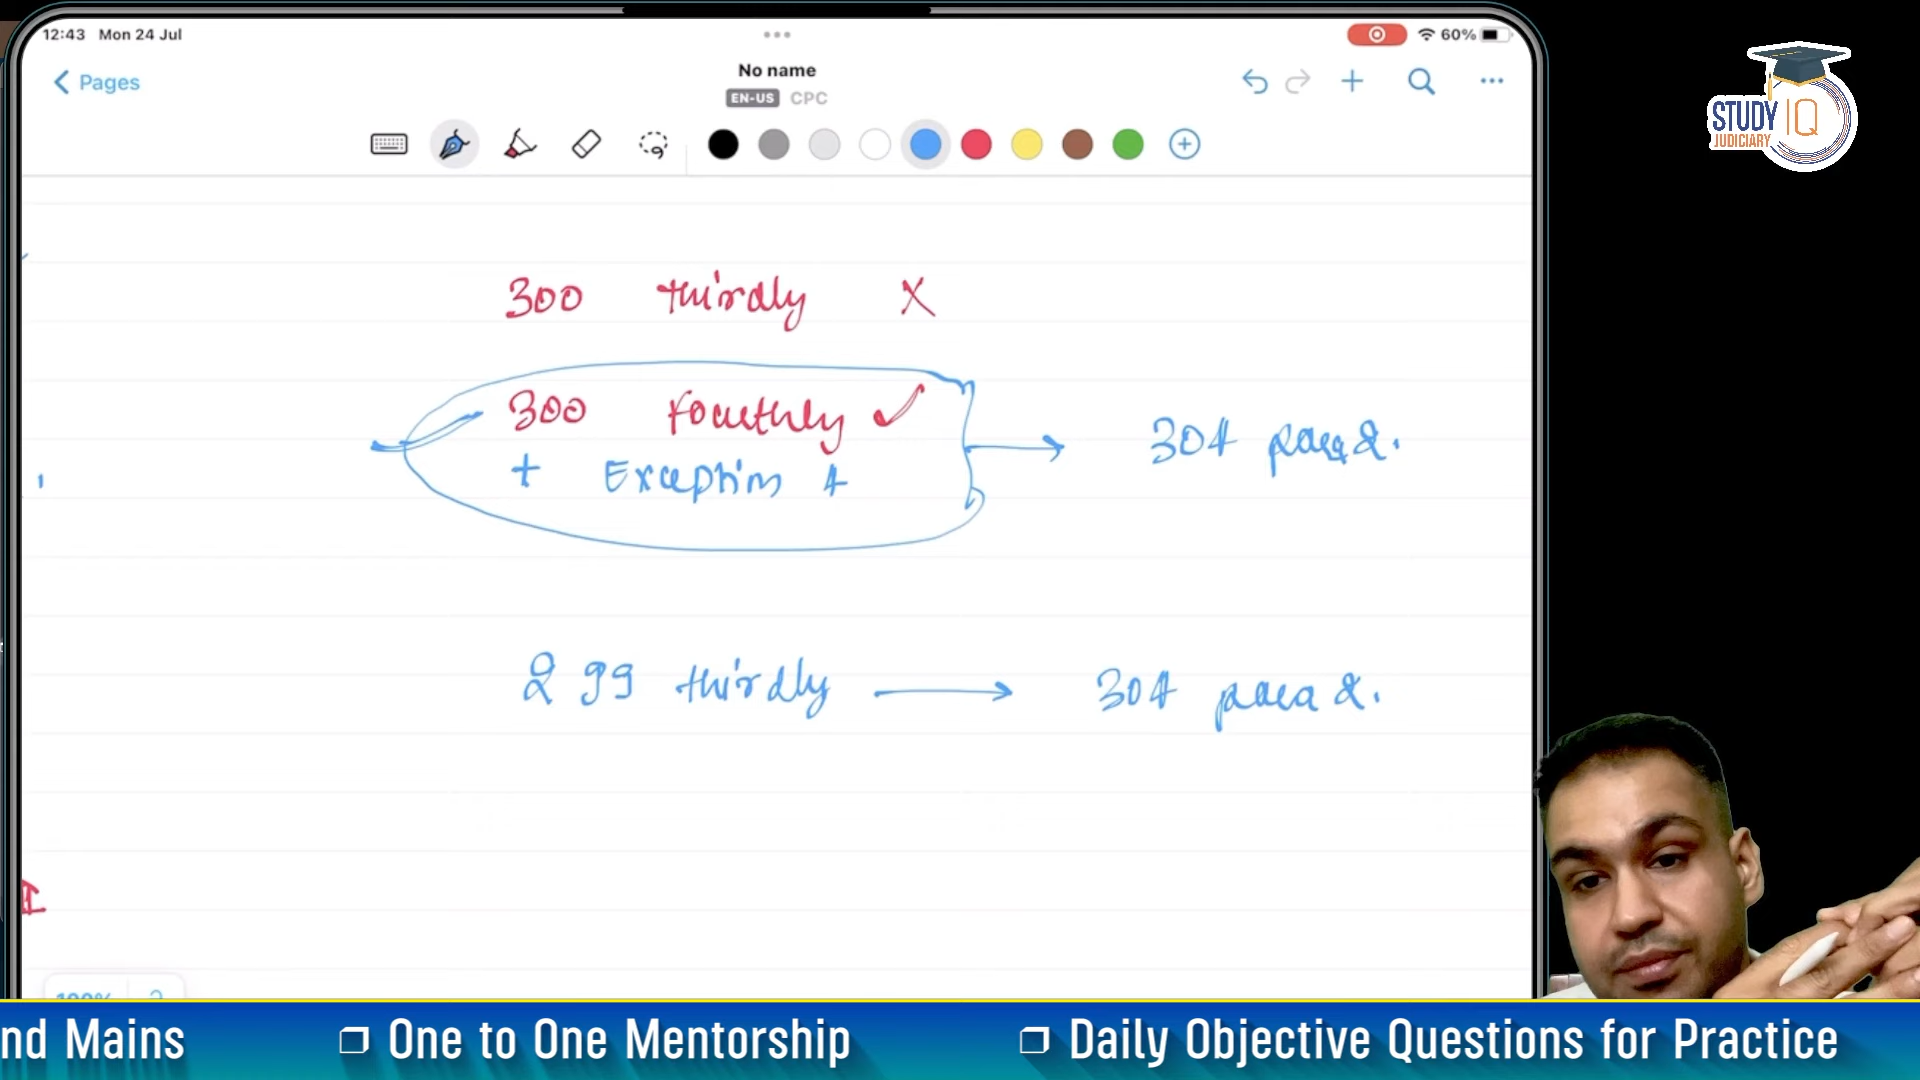 12:43 Mon 24 Jul
60%
Pages
No name
EN-US CPC
STUDY IQ
JUDICIARY
300 thirdly X
300 Fourthly ✓
+ Exception 4
304 para 2.
299 thirdly → 304 para 2.
100% 2
nd Mains
One to One Mentorship
Daily Objective Questions for Practice